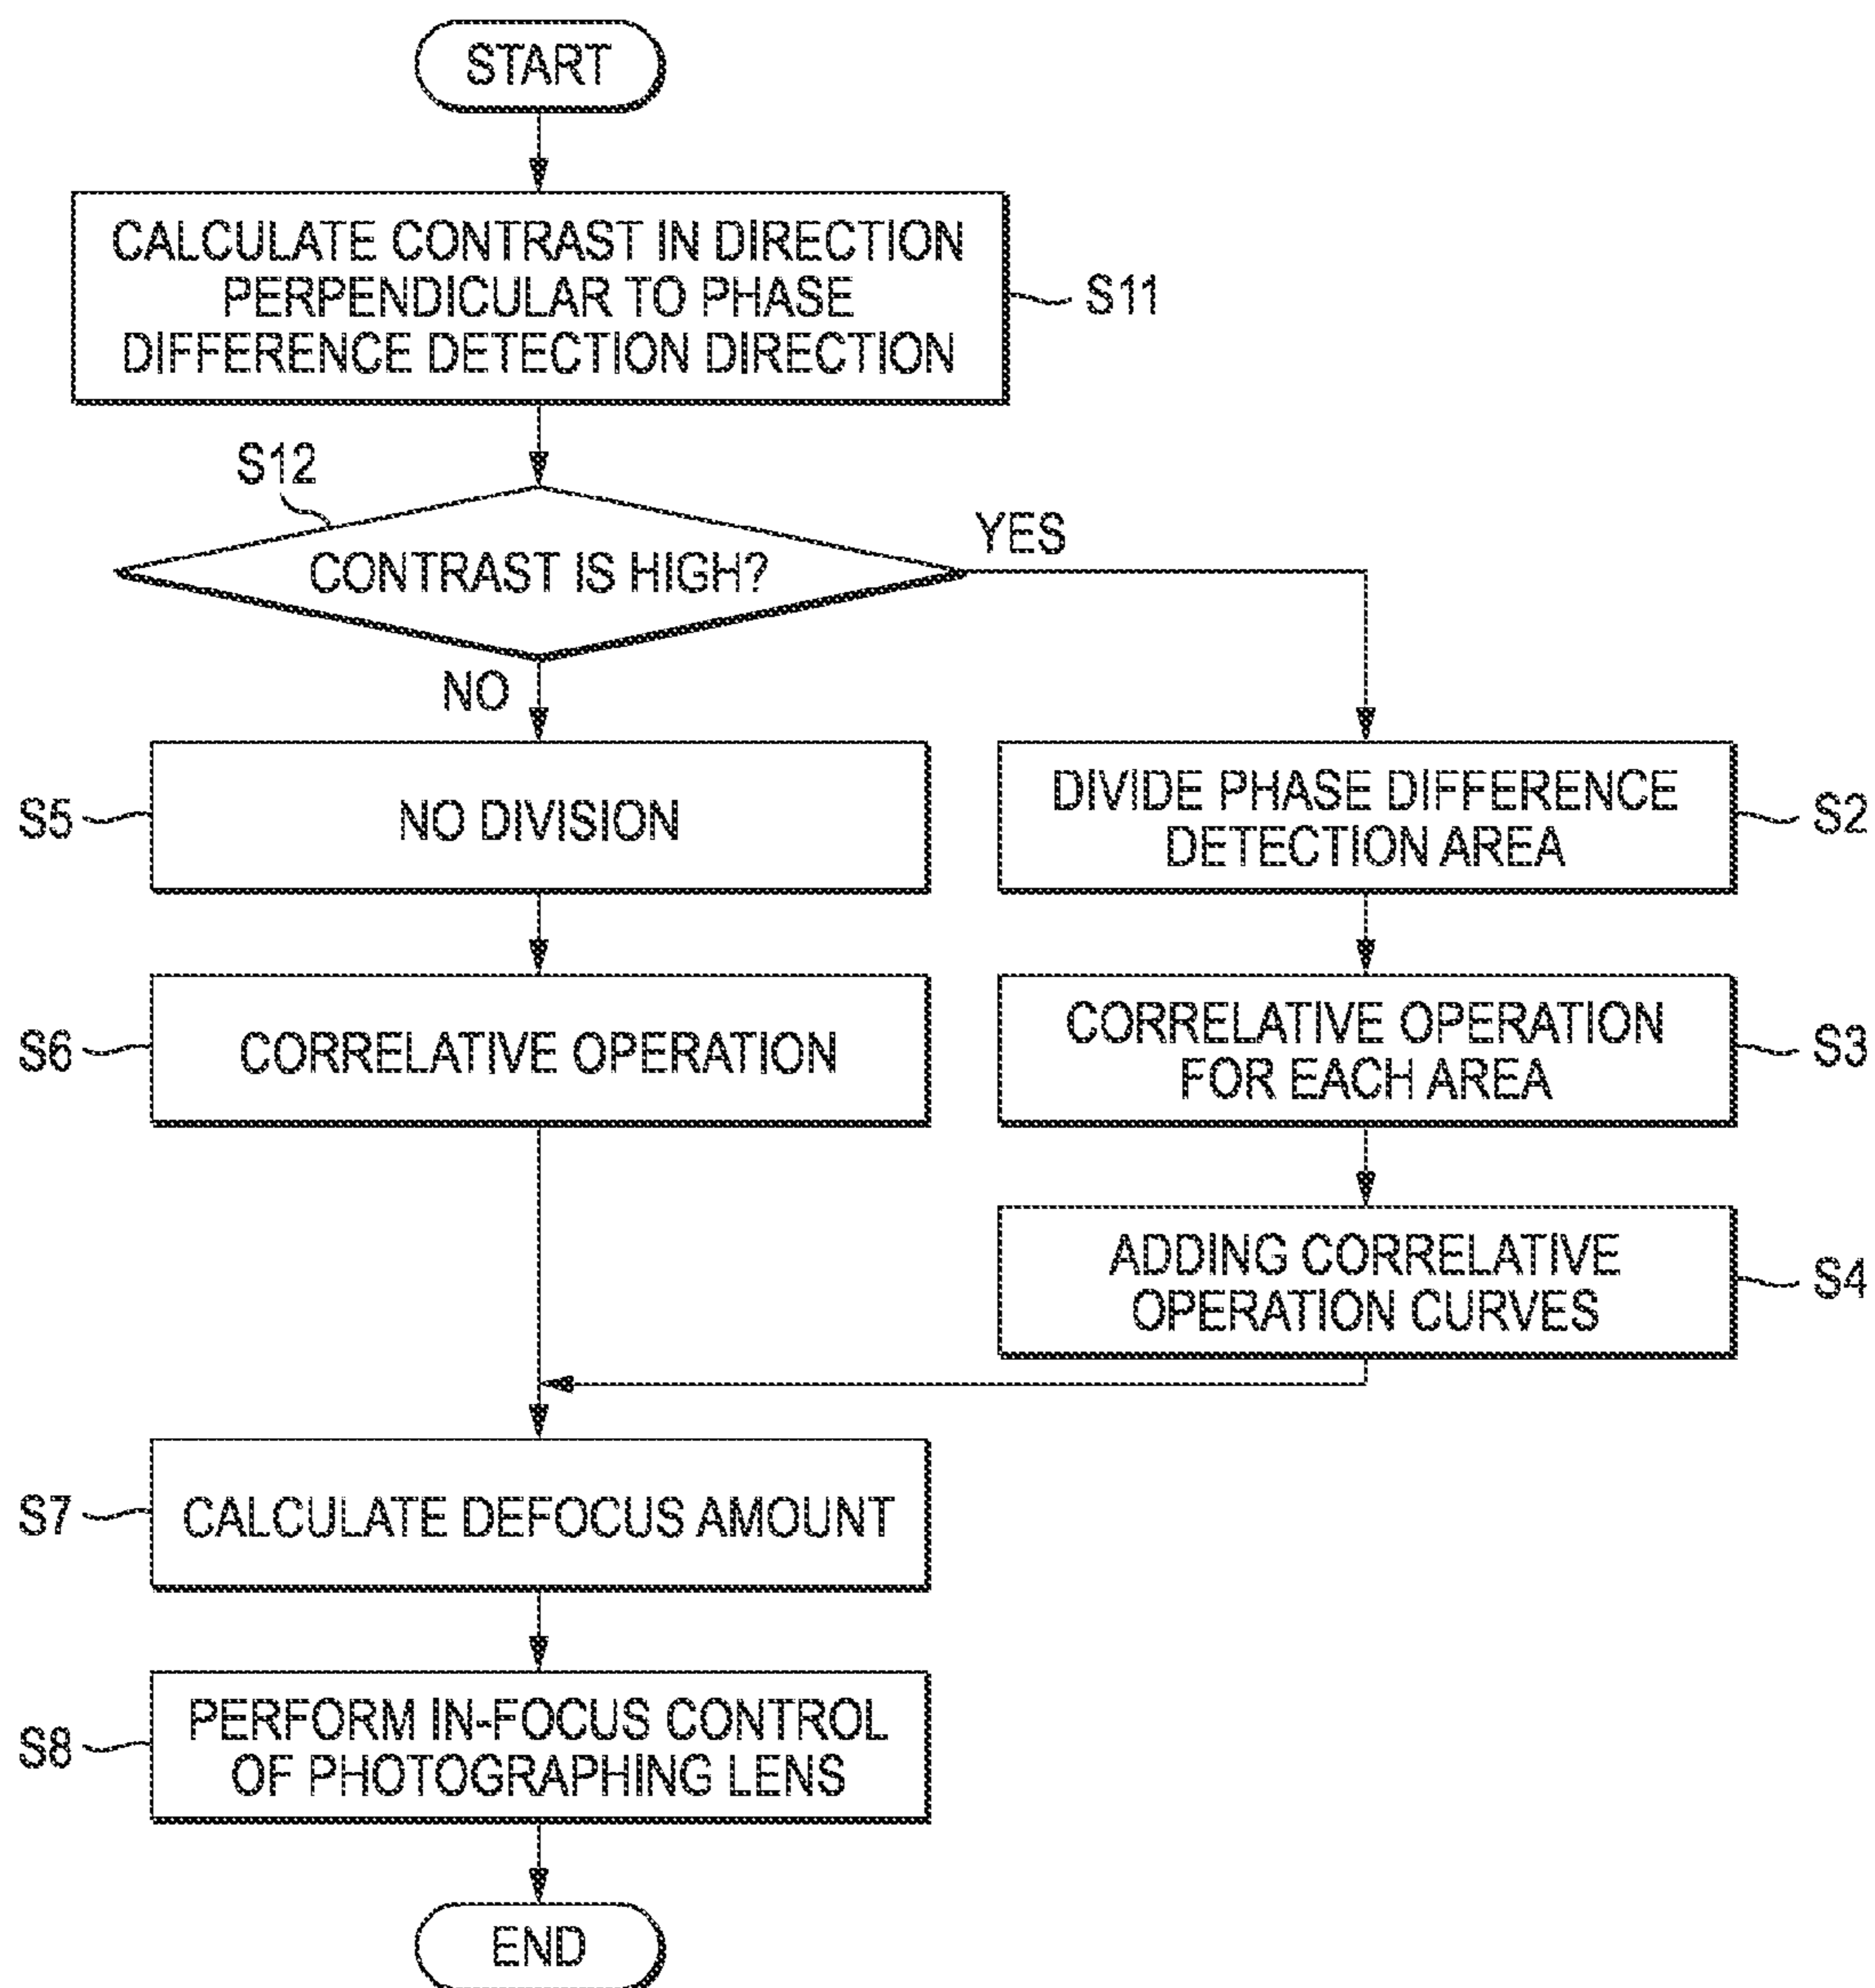 START
CALCULATE CONTRAST IN DIRECTION
PERPENDICULAR TO PHASE
DIFFERENCE DETECTION DIRECTION
S11
S12
CONTRAST IS HIGH?
YES
NO
S5
NO DIVISION
DIVIDE PHASE DIFFERENCE
DETECTION AREA
S2
S6
CORRELATIVE OPERATION
CORRELATIVE OPERATION
FOR EACH AREA
S3
ADDING CORRELATIVE
OPERATION CURVES
S4
S7
CALCULATE DEFOCUS AMOUNT
S8
PERFORM IN-FOCUS CONTROL
OF PHOTOGRAPHING LENS
END